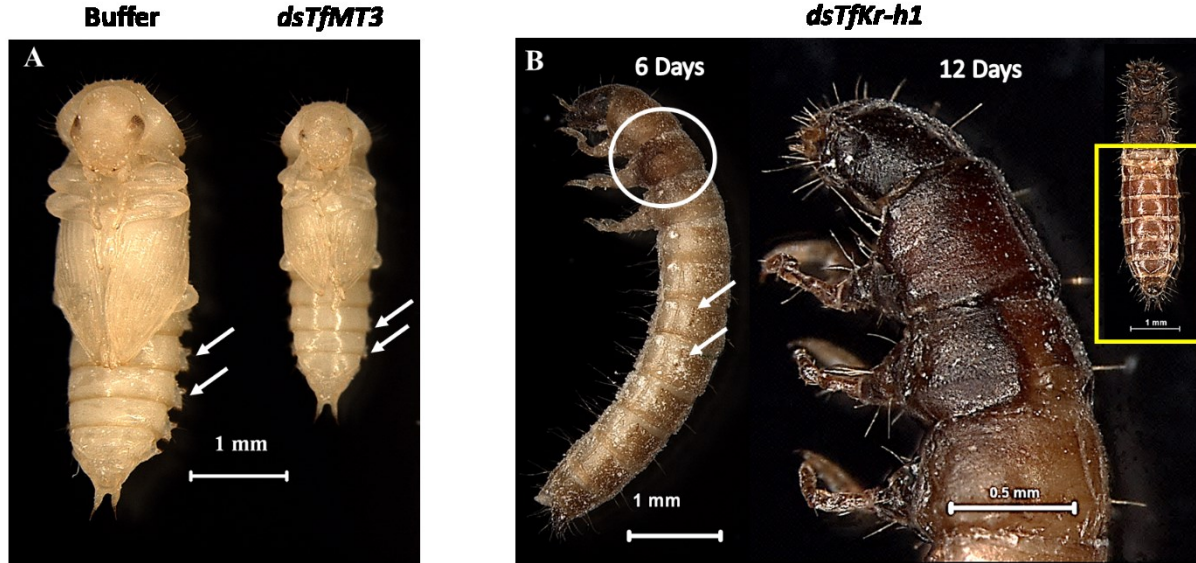 Buffer
dsTfMT3
dsTfKr-h1
A
B
6 Days
12 Days
1 mm
1 mm
1 mm
0.5 mm